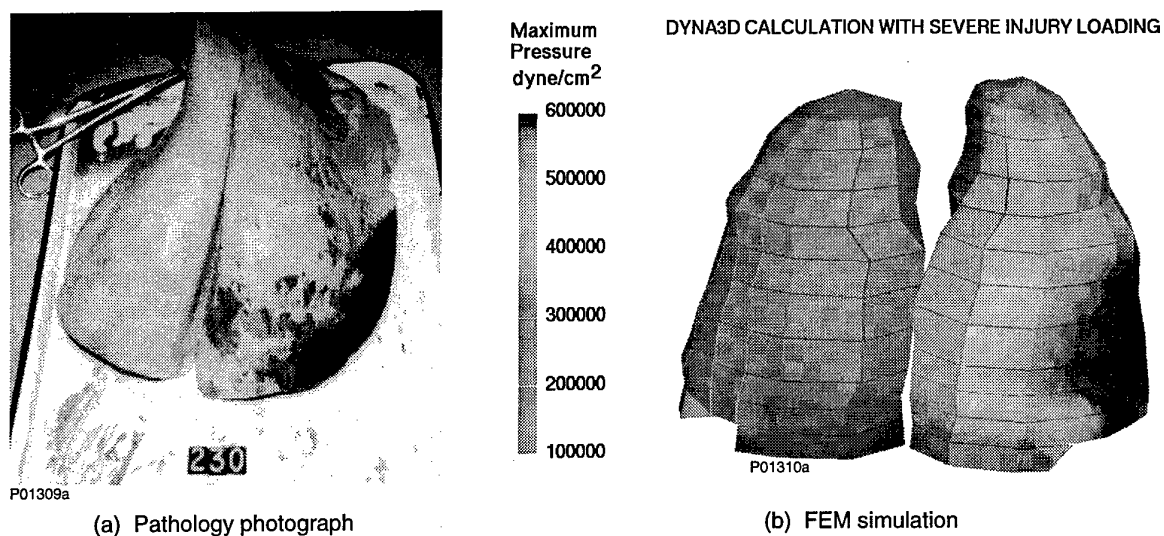 230
P01309a
(a) Pathology photograph
Maximum
Pressure
dyne/cm²
600000
500000
400000
300000
200000
100000
DYNA3D CALCULATION WITH SEVERE INJURY LOADING
P01310a
(b) FEM simulation